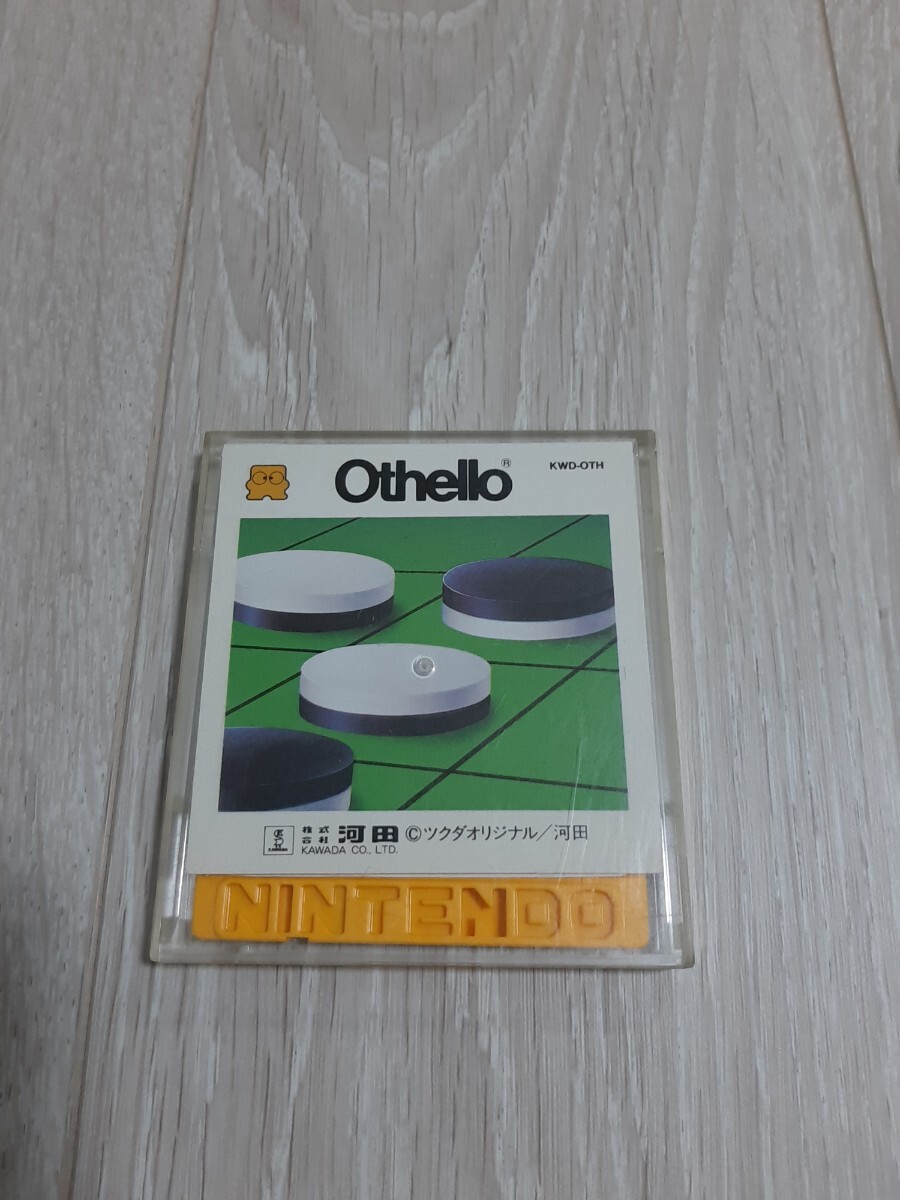 Othello®
KWD-OTH
株式会社 河田 ©ツクダオリジナル/河田
KAWADA CO., LTD.
NINTENDO